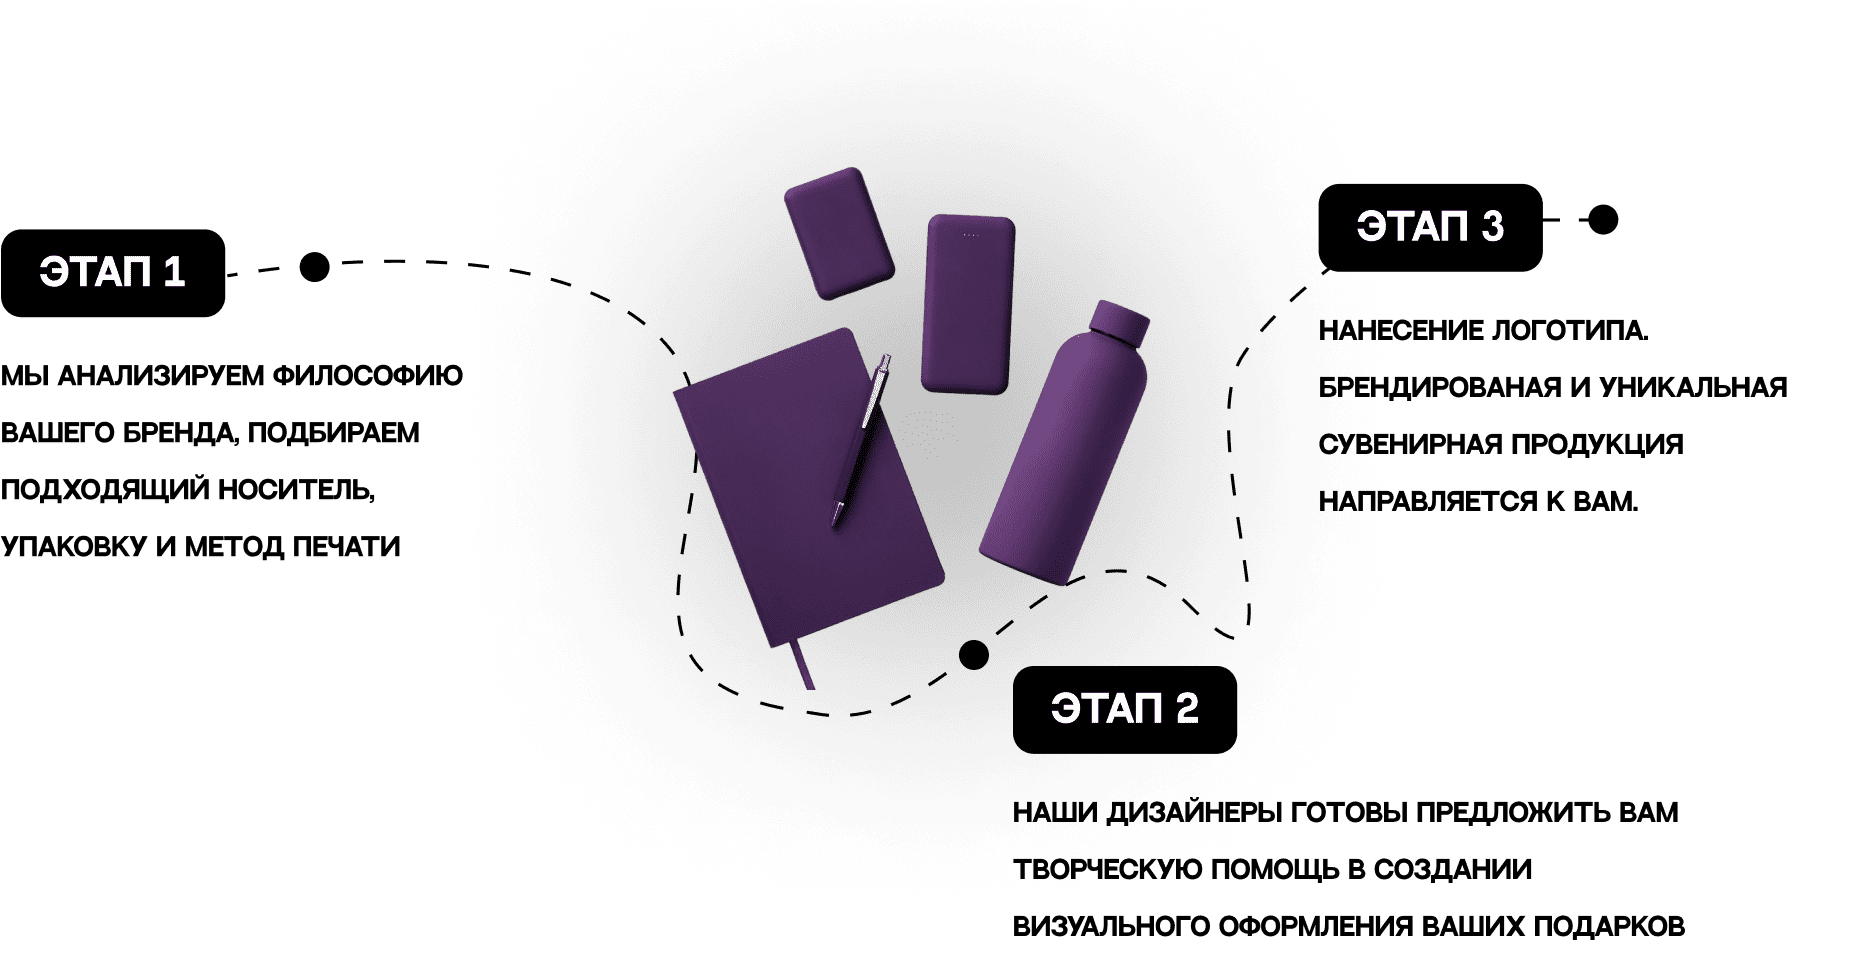 ЭТАП 1
МЫ АНАЛИЗИРУЕМ ФИЛОСОФИЮ
ВАШЕГО БРЕНДА, ПОДБИРАЕМ
ПОДХОДЯЩИЙ НОСИТЕЛЬ,
УПАКОВКУ И МЕТОД ПЕЧАТИ
ЭТАП 2
НАШИ ДИЗАЙНЕРЫ ГОТОВЫ ПРЕДЛОЖИТЬ ВАМ
ТВОРЧЕСКУЮ ПОМОЩЬ В СОЗДАНИИ
ВИЗУАЛЬНОГО ОФОРМЛЕНИЯ ВАШИХ ПОДАРКОВ
ЭТАП 3
НАНЕСЕНИЕ ЛОГОТИПА.
БРЕНДИРОВАНАЯ И УНИКАЛЬНАЯ
СУВЕНИРНАЯ ПРОДУКЦИЯ
НАПРАВЛЯЕТСЯ К ВАМ.